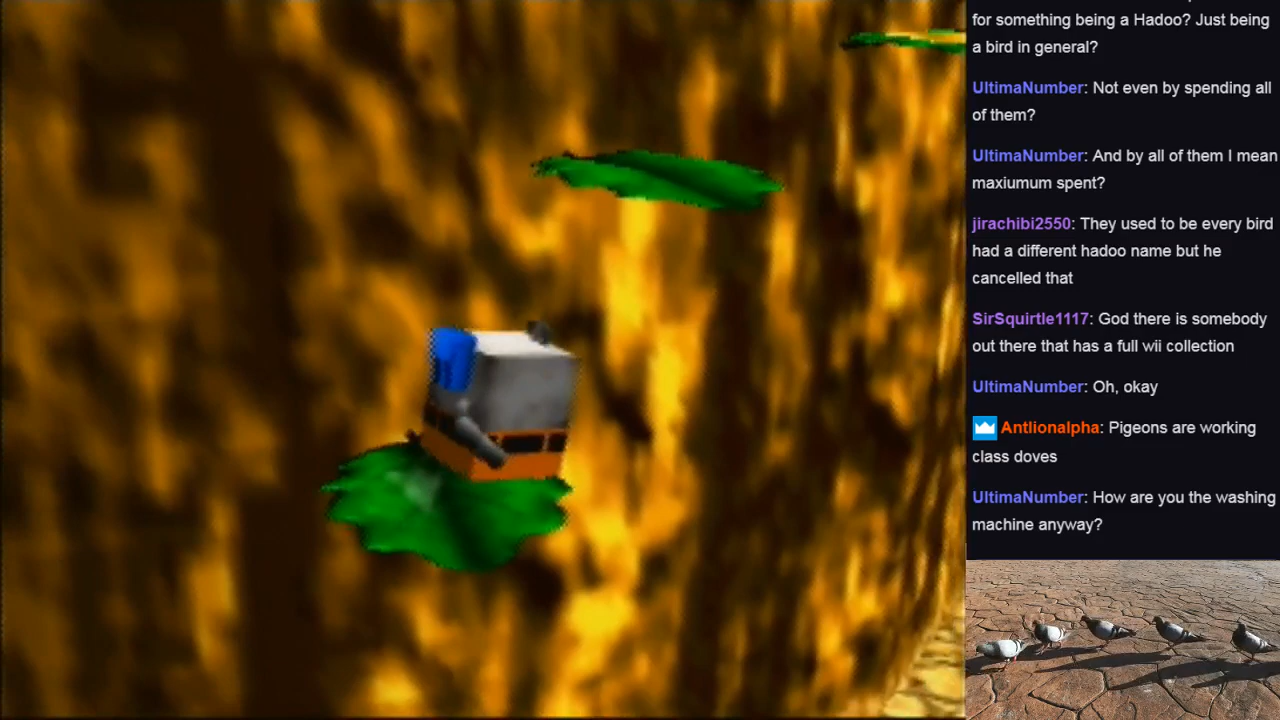 for something being a Hadoo? Just being
a bird in general?
UltimaNumber: Not even by spending all
of them?
UltimaNumber: And by all of them I mean
maxiumum spent?
jirachibi2550: They used to be every bird
had a different hadoo name but he
cancelled that
SirSquirtle1117: God there is somebody
out there that has a full wii collection
UltimaNumber: Oh, okay
Antlionalpha: Pigeons are working
class doves
UltimaNumber: How are you the washing
machine anyway?